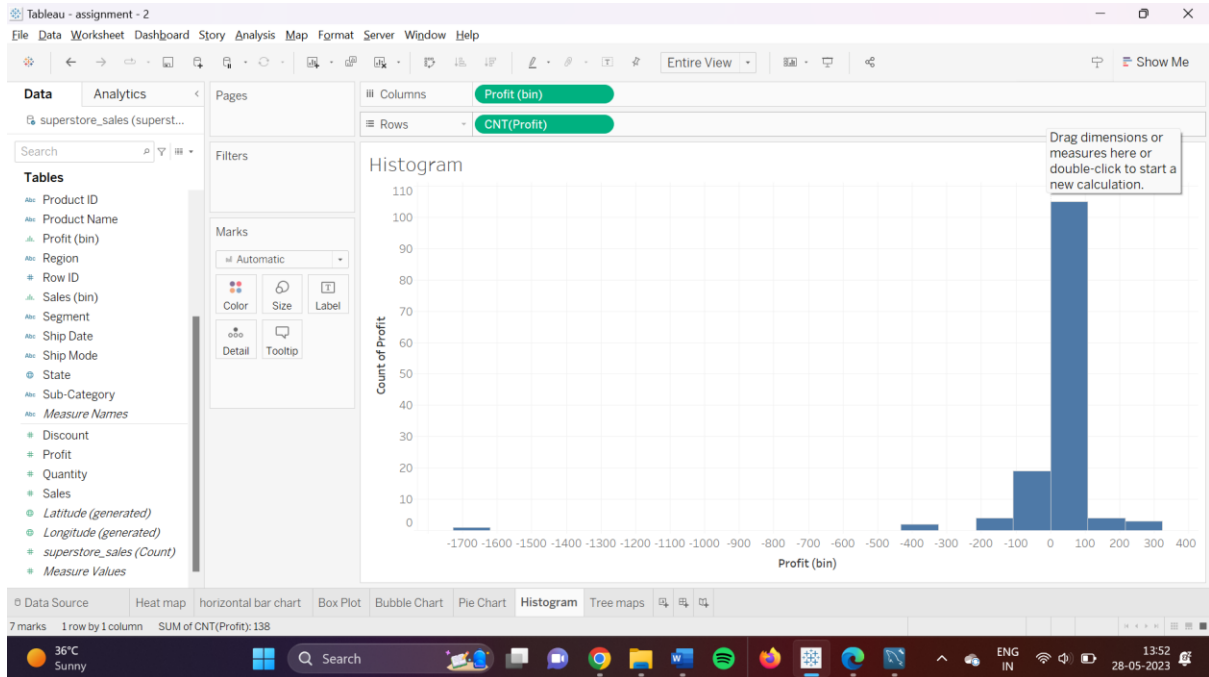 Tableau - assignment - 2
File Data Worksheet Dashboard Story Analysis Map Format Server Window Help
Entire View
Show Me
Data Analytics
superstore_sales (superst...
Search
Tables
Abc Product ID
Abc Product Name
Profit (bin)
Abc Region
# Row ID
Sales (bin)
Abc Segment
Abc Ship Date
Abc Ship Mode
State
Abc Sub-Category
Abc Measure Names
# Discount
# Profit
# Quantity
# Sales
Latitude (generated)
Longitude (generated)
# superstore_sales (Count)
# Measure Values
Pages
Filters
Marks
Automatic
Color Size Label
Detail Tooltip
Columns Profit (bin)
Rows CNT(Profit)
Drag dimensions or
measures here or
double-click to start a
new calculation.
Histogram
110
100
90
80
70
60
50
40
30
20
10
0
Count of Profit
-1700 -1600 -1500 -1400 -1300 -1200 -1100 -1000 -900 -800 -700 -600 -500 -400 -300 -200 -100 0 100 200 300 400
Profit (bin)
Data Source Heat map horizontal bar chart Box Plot Bubble Chart Pie Chart Histogram Tree maps
7 marks 1 row by 1 column SUM of CNT(Profit): 138
36°C
Sunny
Search
ENG
IN
13:52
28-05-2023